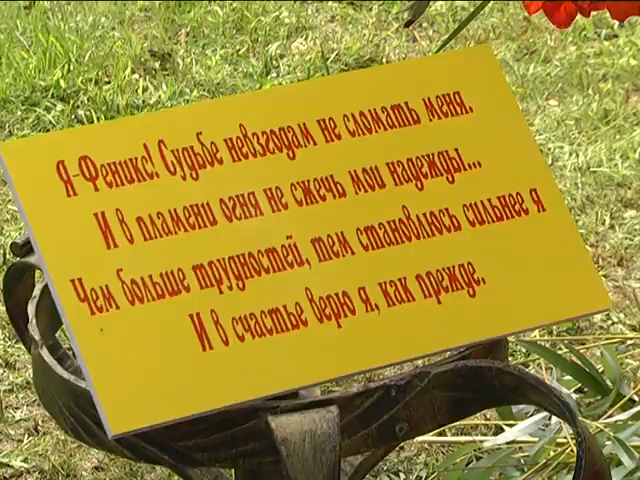 Я-Феникс! Судьбе невзгодам не сломать меня.
И в пламени огня не сжечь мои надежды...
Чем больше трудностей, тем становлюсь сильнее я
И в счастье верю я, как прежде.